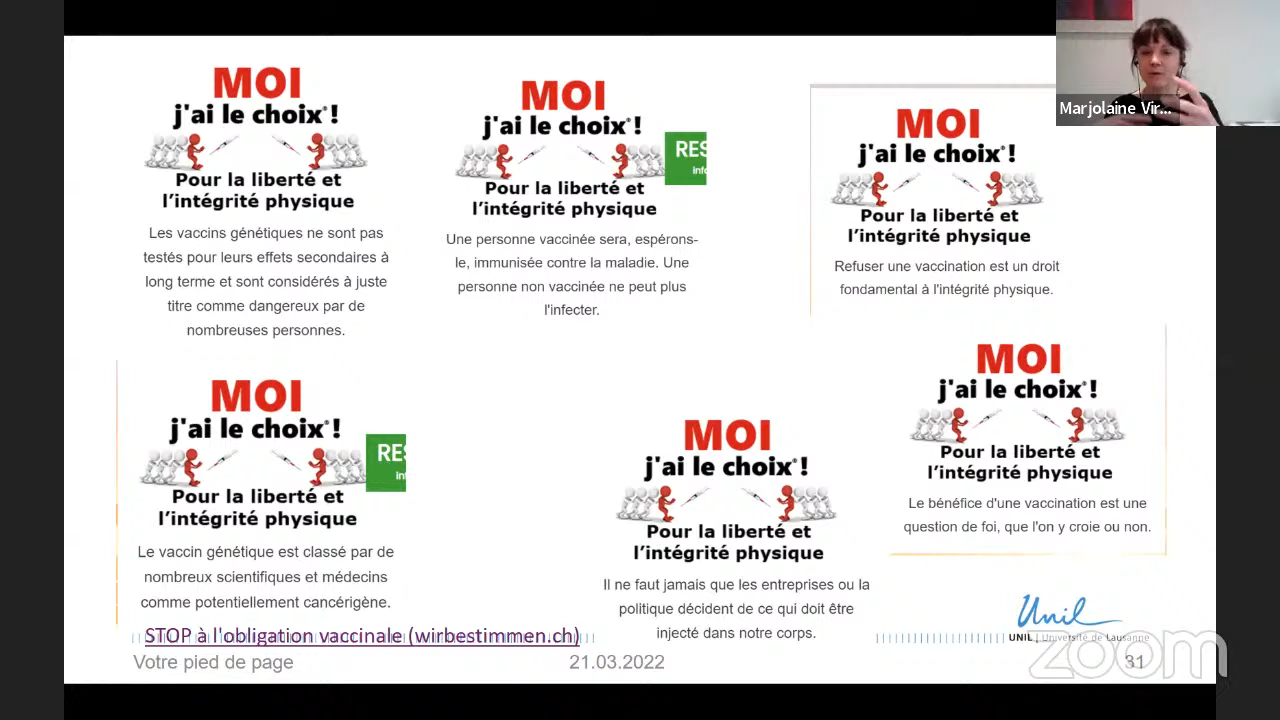 MOI
j'ai le choix®!
Pour la liberté et
l'intégrité physique
Les vaccins génétiques ne sont pas
testés pour leurs effets secondaires à
long terme et sont considérés à juste
titre comme dangereux par de
nombreuses personnes.
MOI
j'ai le choix®!
RES
Info
Pour la liberté et
l'intégrité physique
Une personne vaccinée sera, espérons-
le, immunisée contre la maladie. Une
personne non vaccinée ne peut plus
l'infecter.
MOI
j'ai le choix®!
Pour la liberté et
l'intégrité physique
Refuser une vaccination est un droit
fondamental à l'intégrité physique.
Marjolaine Vir...
MOI
j'ai le choix®!
RES
In
Pour la liberté et
l'intégrité physique
Le vaccin génétique est classé par de
nombreux scientifiques et médecins
comme potentiellement cancérigène.
MOI
j'ai le choix®!
Pour la liberté et
l'intégrité physique
Il ne faut jamais que les entreprises ou la
politique décident de ce qui doit être
injecté dans notre corps.
MOI
j'ai le choix®!
Pour la liberté et
l'intégrité physique
Le bénéfice d'une vaccination est une
question de foi, que l'on y croie ou non.
STOP à l'obligation vaccinale (wirbestimmen.ch)
Unil
UNIL | Université de Lausanne
Votre pied de page
21.03.2022
31
zoom